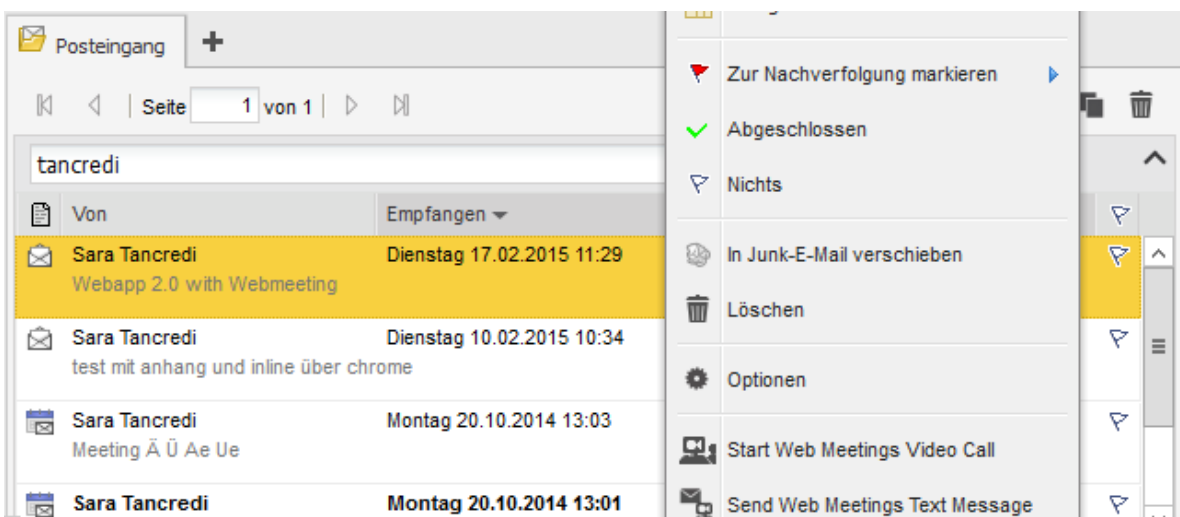 Posteingang
Seite 1 von 1
tancredi
Von Empfangen
Sara Tancredi Dienstag 17.02.2015 11:29
Webapp 2.0 with Webmeeting
Sara Tancredi Dienstag 10.02.2015 10:34
test mit anhang und inline über chrome
Sara Tancredi Montag 20.10.2014 13:03
Meeting Ä Ü Ae Ue
Sara Tancredi Montag 20.10.2014 13:01
Zur Nachverfolgung markieren
Abgeschlossen
Nichts
In Junk-E-Mail verschieben
Löschen
Optionen
Start Web Meetings Video Call
Send Web Meetings Text Message